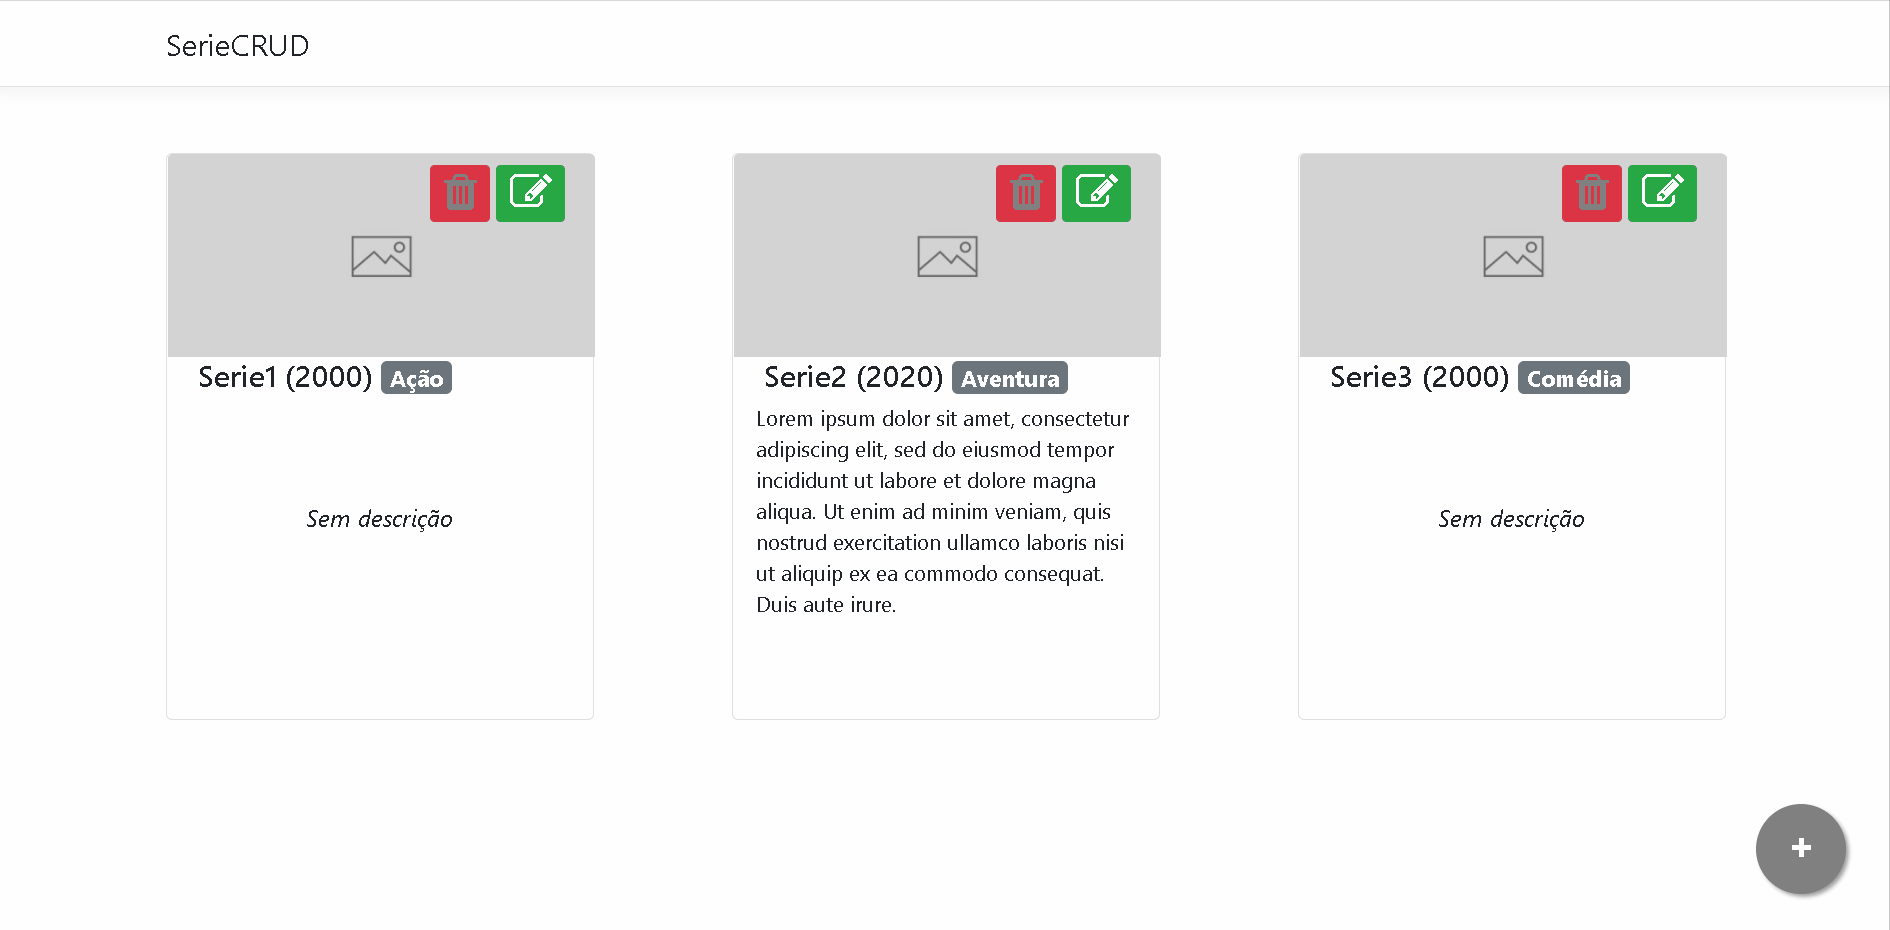 SerieCRUD
Serie1 (2000) Ação
Sem descrição
Serie2 (2020) Aventura
Lorem ipsum dolor sit amet, consectetur
adipiscing elit, sed do eiusmod tempor
incididunt ut labore et dolore magna
aliqua. Ut enim ad minim veniam, quis
nostrud exercitation ullamco laboris nisi
ut aliquip ex ea commodo consequat.
Duis aute irure.
Serie3 (2000) Comédia
Sem descrição
+